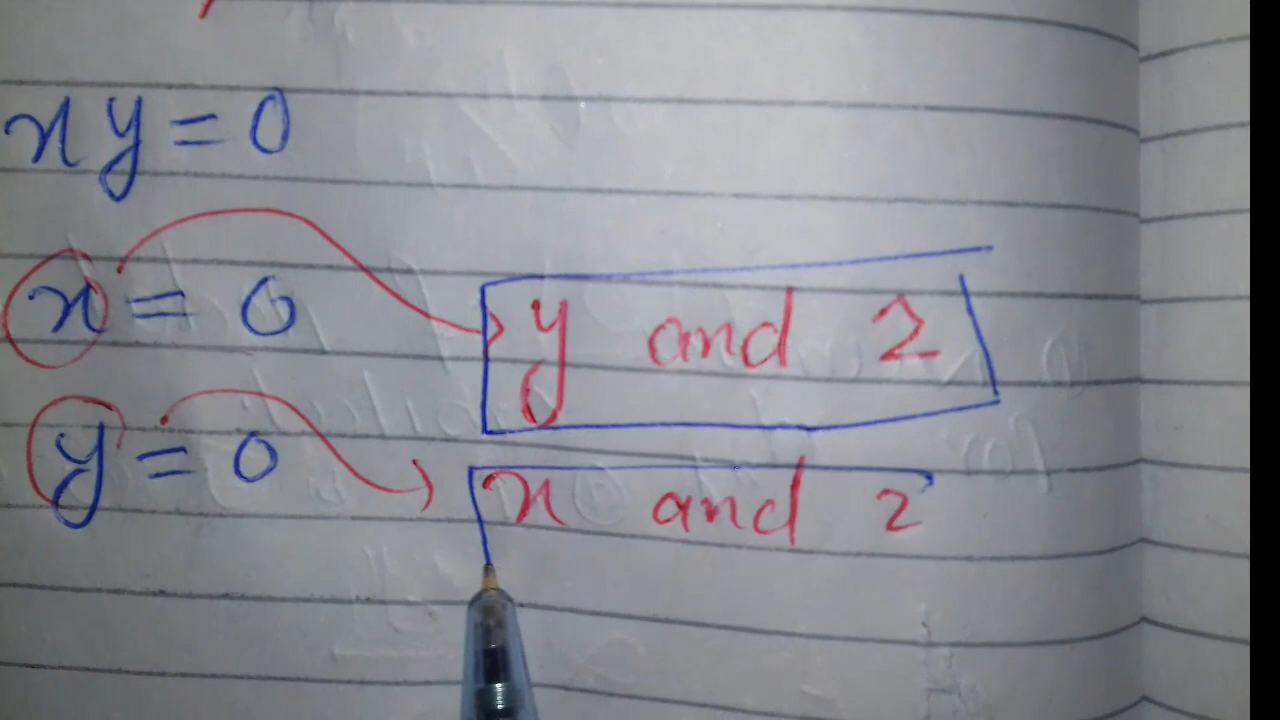 xy = 0
x = 0 y and z
y = 0 x and z